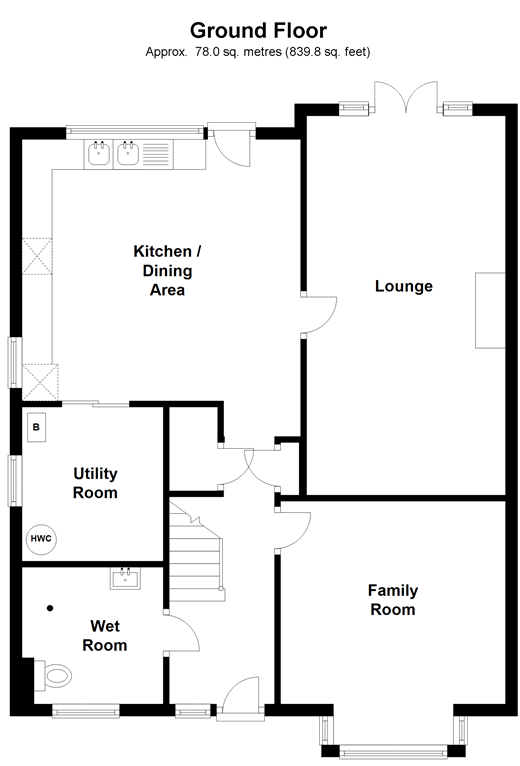 Ground Floor
Approx. 78.0 sq. metres (839.8 sq. feet)
Kitchen /
Dining
Area
Lounge
B
Utility
Room
HWC
Family
Room
Wet
Room